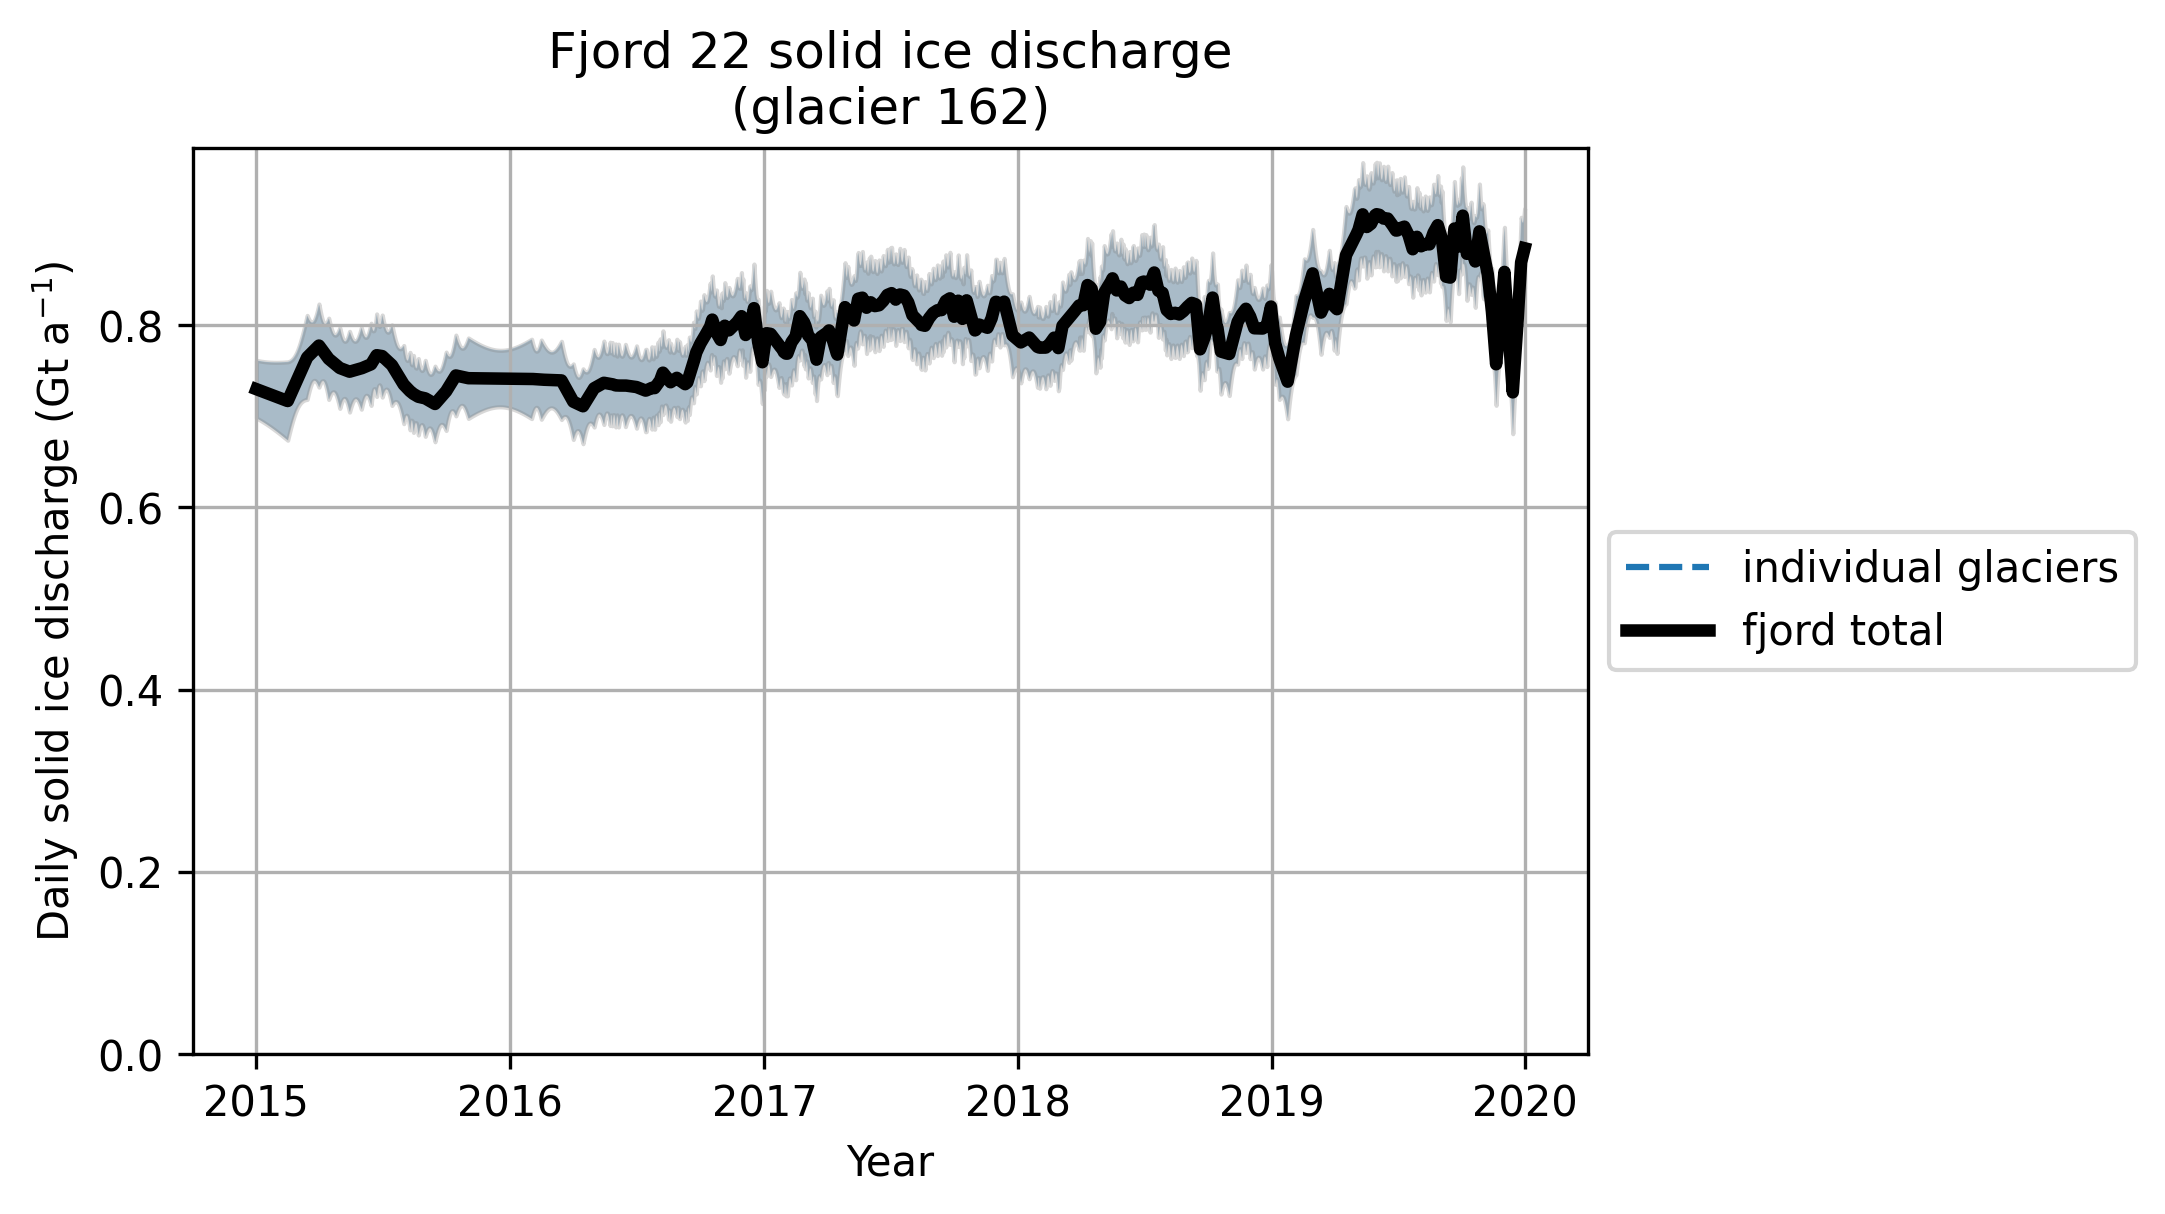 Fjord 22 solid ice discharge
(glacier 162)
Daily solid ice discharge (Gt a⁻¹)
0.8
0.6
0.4
0.2
0.0
2015 2016 2017 2018 2019 2020
Year
individual glaciers
fjord total